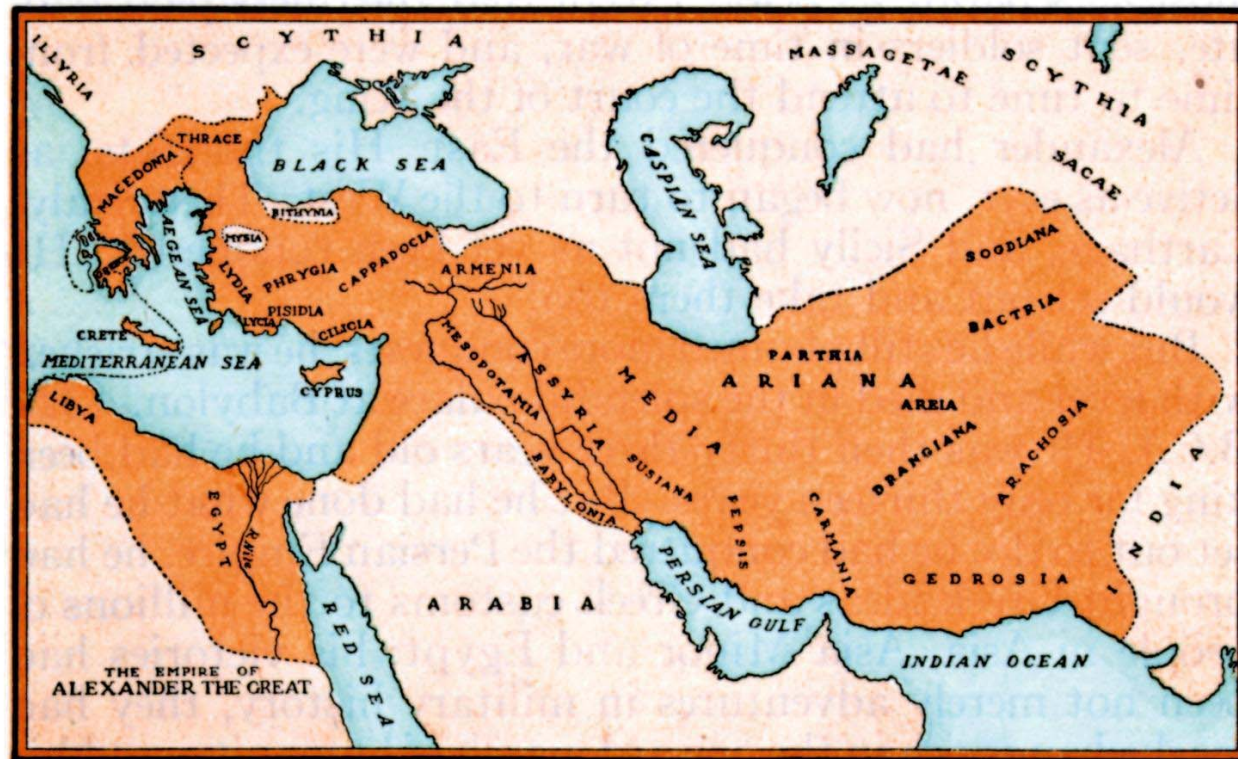 ILLYRIA
SCYTHIA
MASSAGETAE
SCYTHIA
SACAE
THRACE
MACEDONIA
BLACK SEA
CASPIAN SEA
BITHYNIA
MYSIA
AEGEAN SEA
LYDIA
PHRYGIA
CAPPADOCIA
ARMENIA
SOGDIANA
BACTRIA
PISIDIA
LYCIA
CILICIA
CRETE
MEDITERRANEAN SEA
CYPRUS
MESOPOTAMIA
ASSYRIA
MEDIA
PARTHIA
ARIANA
AREIA
LIBYA
BABYLONIA
SUSIANA
DRANGIANA
ARACHOSIA
INDIA
EGYPT
R. Nile
PEPSIS
CARMANIA
GEDROSIA
ARABIA
PERSIAN GULF
RED SEA
INDIAN OCEAN
THE EMPIRE OF
ALEXANDER THE GREAT